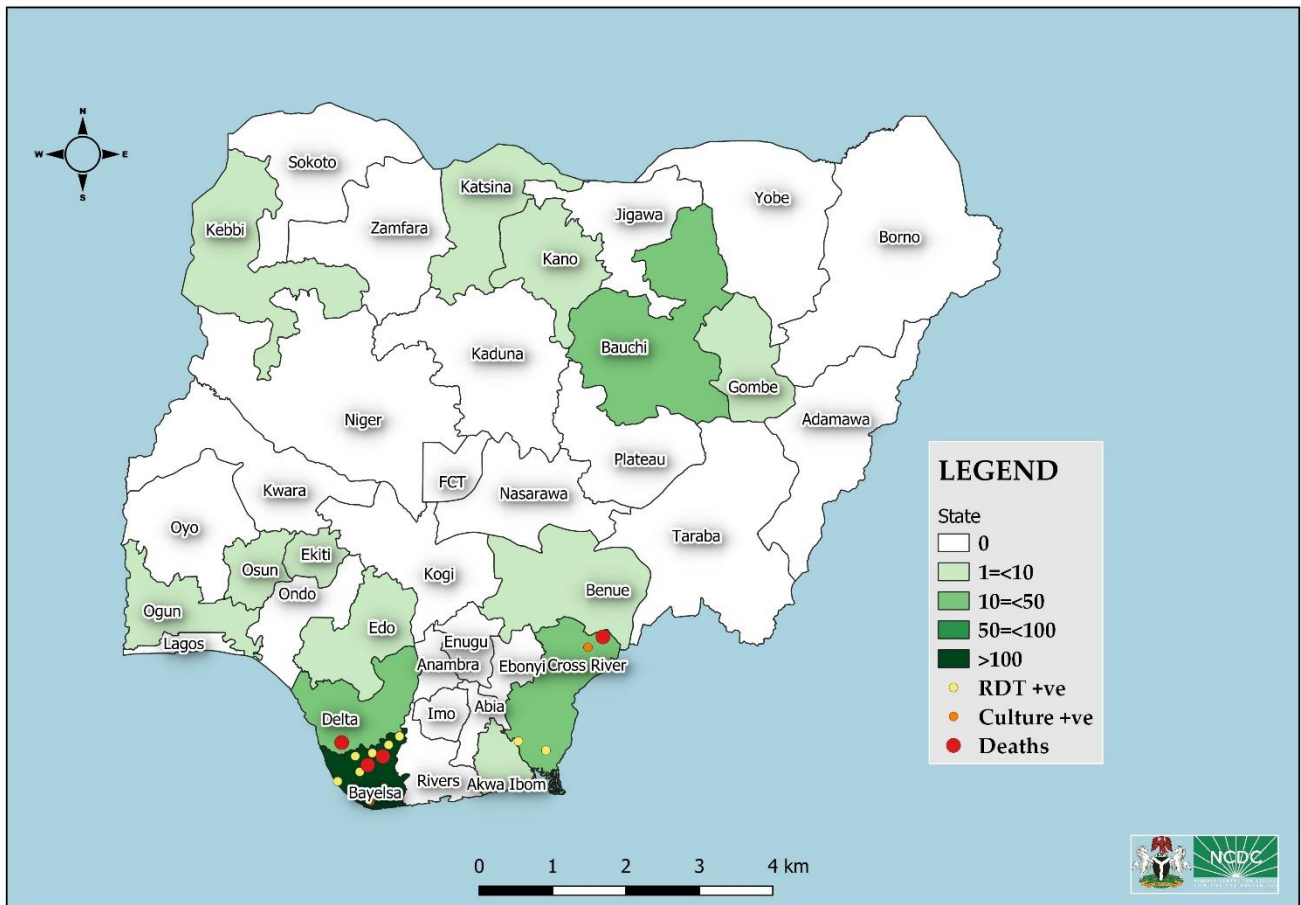 N
W E
S
Sokoto
Katsina
Yobe
Jigawa
Kebbi
Zamfara
Borno
Kano
Bauchi
Kaduna
Gombe
Niger
Adamawa
Plateau
FCT
Kwara
Nasarawa
Oyo
Taraba
Ekiti
Osun
Kogi
Benue
Ondo
Ogun
Edo
Lagos
Enugu
Anambra
Ebonyi
Cross River
Abia
Imo
Delta
Rivers
Akwa Ibom
Bayelsa
LEGEND
State
0
1=<10
10=<50
50=<100
>100
RDT +ve
Culture +ve
Deaths
0 1 2 3 4 km
NCDC